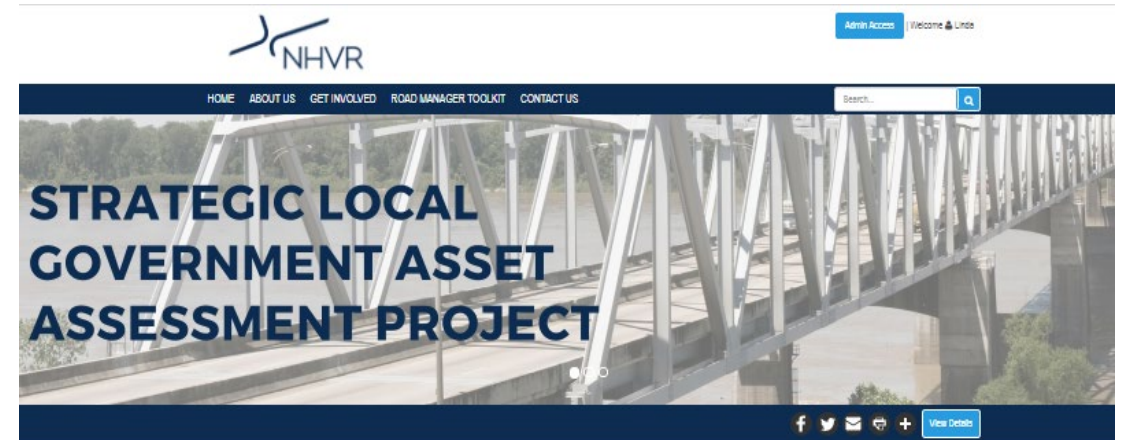 NHVR
Admin Access | Welcome Linda
HOME ABOUT US GET INVOLVED ROAD MANAGER TOOLKIT CONTACT US
Search...
STRATEGIC LOCAL
GOVERNMENT ASSET
ASSESSMENT PROJECT
View Details